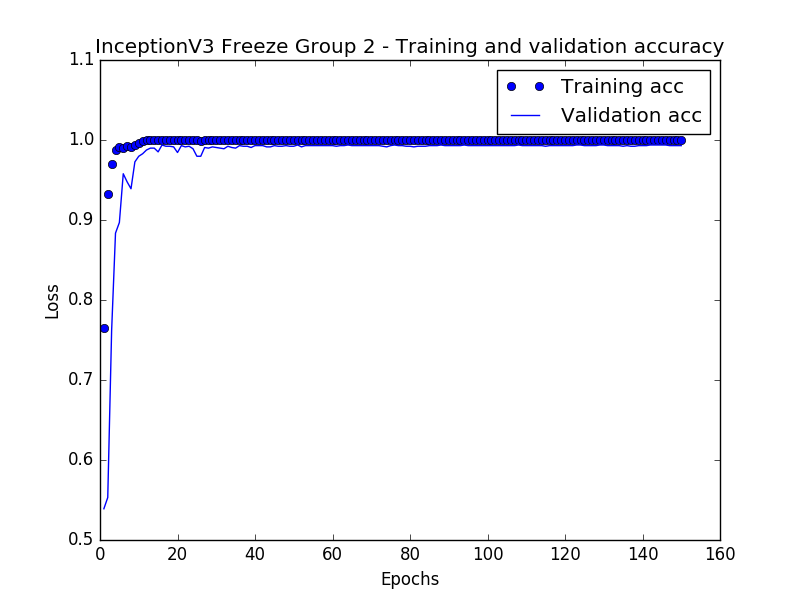 InceptionV3 Freeze Group 2 - Training and validation accuracy
1.1
1.0
0.9
0.8
0.7
0.6
0.5
Loss
Training acc
Validation acc
0 20 40 60 80 100 120 140 160
Epochs